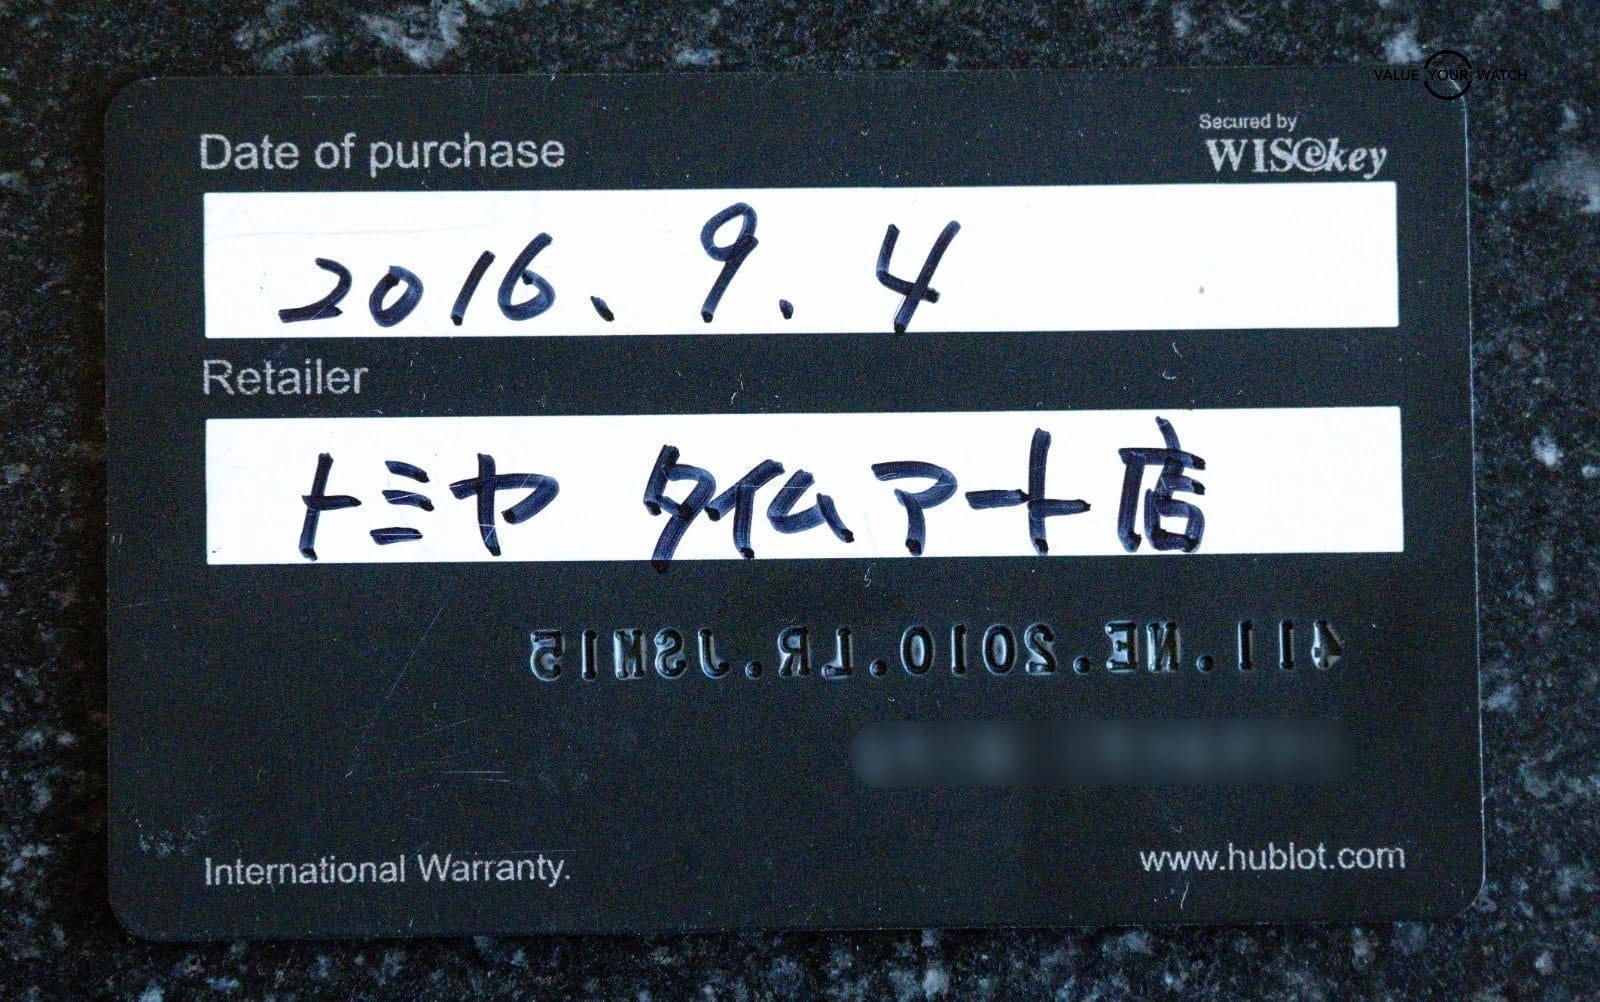 VALUE YOUR WATCH
Secured by
WISekey
Date of purchase
2016. 9. 4
Retailer
トミヤ タイムアート店
411.NE.2010.LR.JSM15
International Warranty.
www.hublot.com